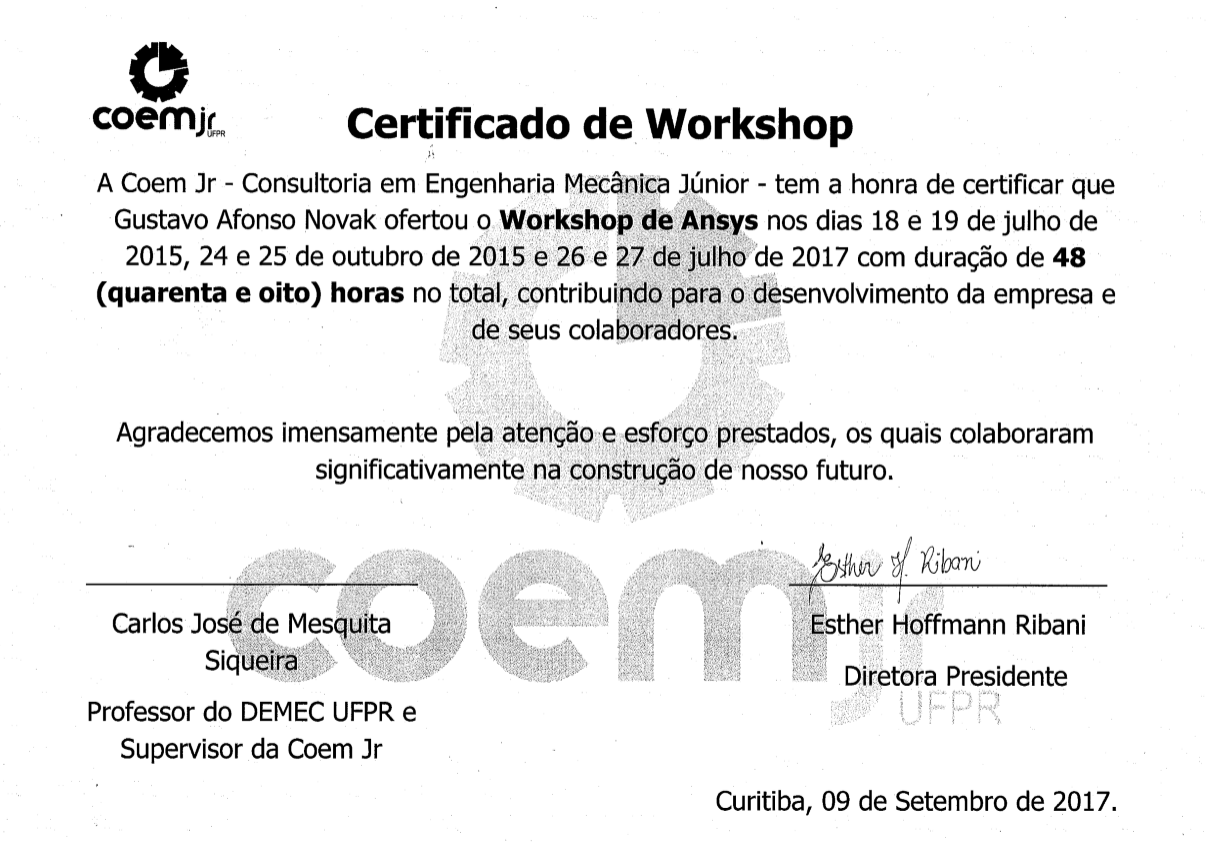 coemjr
UFPR
Certificado de Workshop
A Coem Jr - Consultoria em Engenharia Mecânica Júnior - tem a honra de certificar que
Gustavo Afonso Novak ofertou o Workshop de Ansys nos dias 18 e 19 de julho de
2015, 24 e 25 de outubro de 2015 e 26 e 27 de julho de 2017 com duração de 48
(quarenta e oito) horas no total, contribuindo para o desenvolvimento da empresa e
de seus colaboradores.
Agradecemos imensamente pela atenção e esforço prestados, os quais colaboraram
significativamente na construção de nosso futuro.
Esther H. Ribani
Carlos José de Mesquita
Siqueira
Professor do DEMEC UFPR e
Supervisor da Coem Jr
Esther Hoffmann Ribani
Diretora Presidente
coemjr
UFPR
Curitiba, 09 de Setembro de 2017.